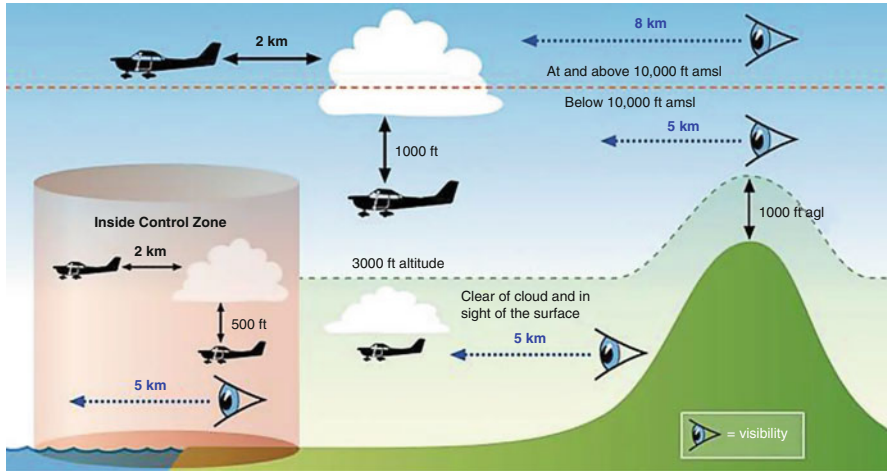 2 km
8 km
At and above 10,000 ft amsl
Below 10,000 ft amsl
5 km
1000 ft
1000 ft agl
Inside Control Zone
2 km
3000 ft altitude
Clear of cloud and in
sight of the surface
500 ft
5 km
5 km
= visibility